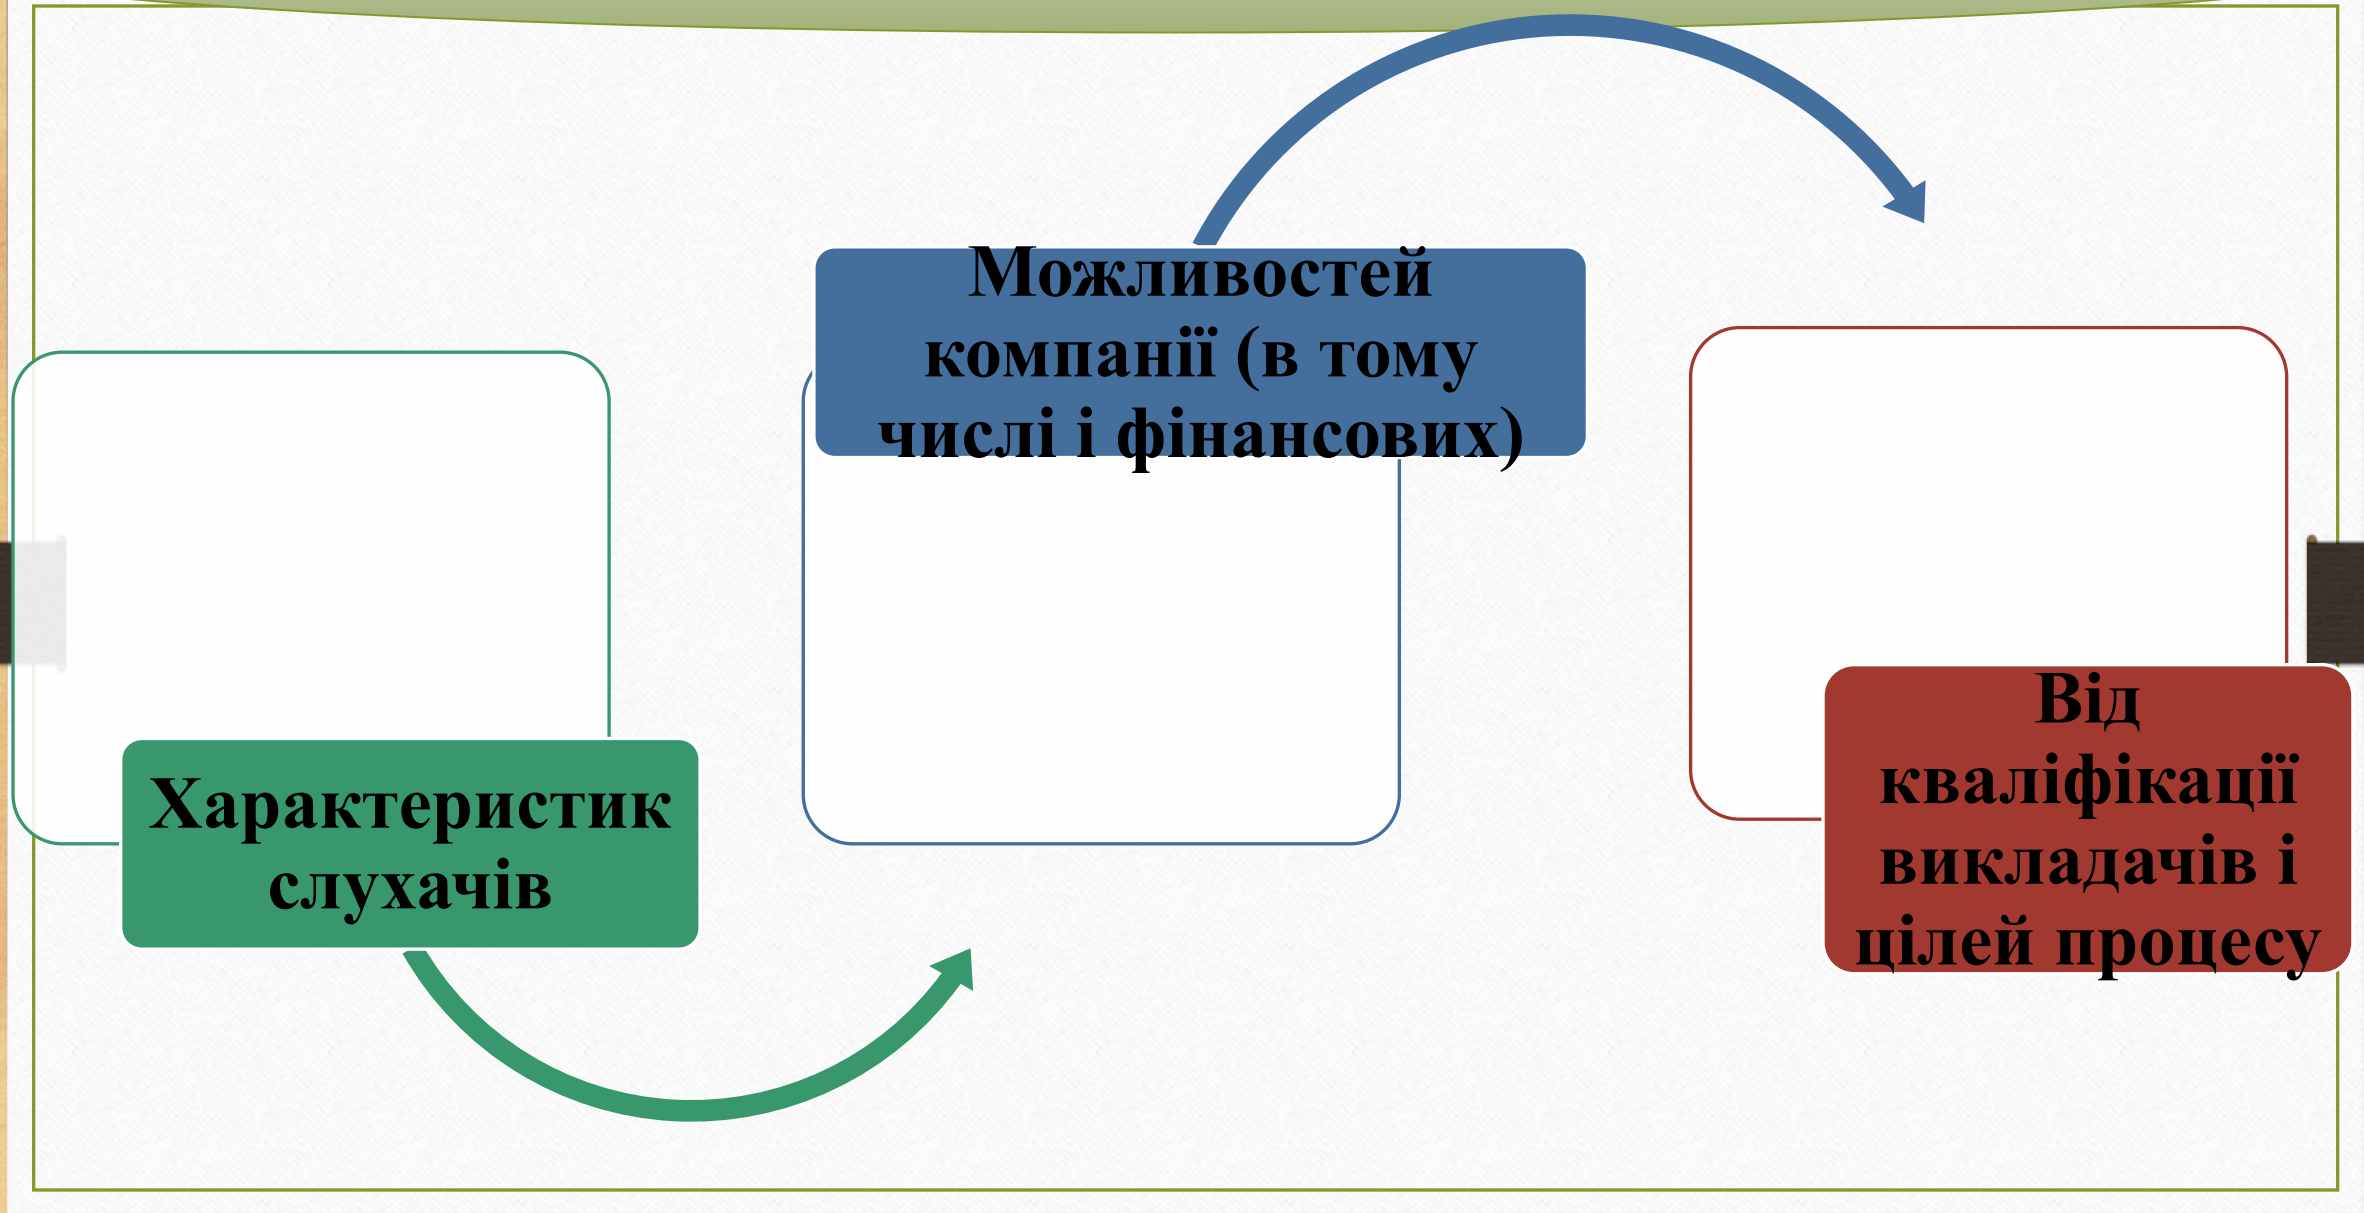 Характеристик
слухачів
Можливостей
компанії (в тому
числі і фінансових)
Від
кваліфікації
викладачів і
цілей процесу